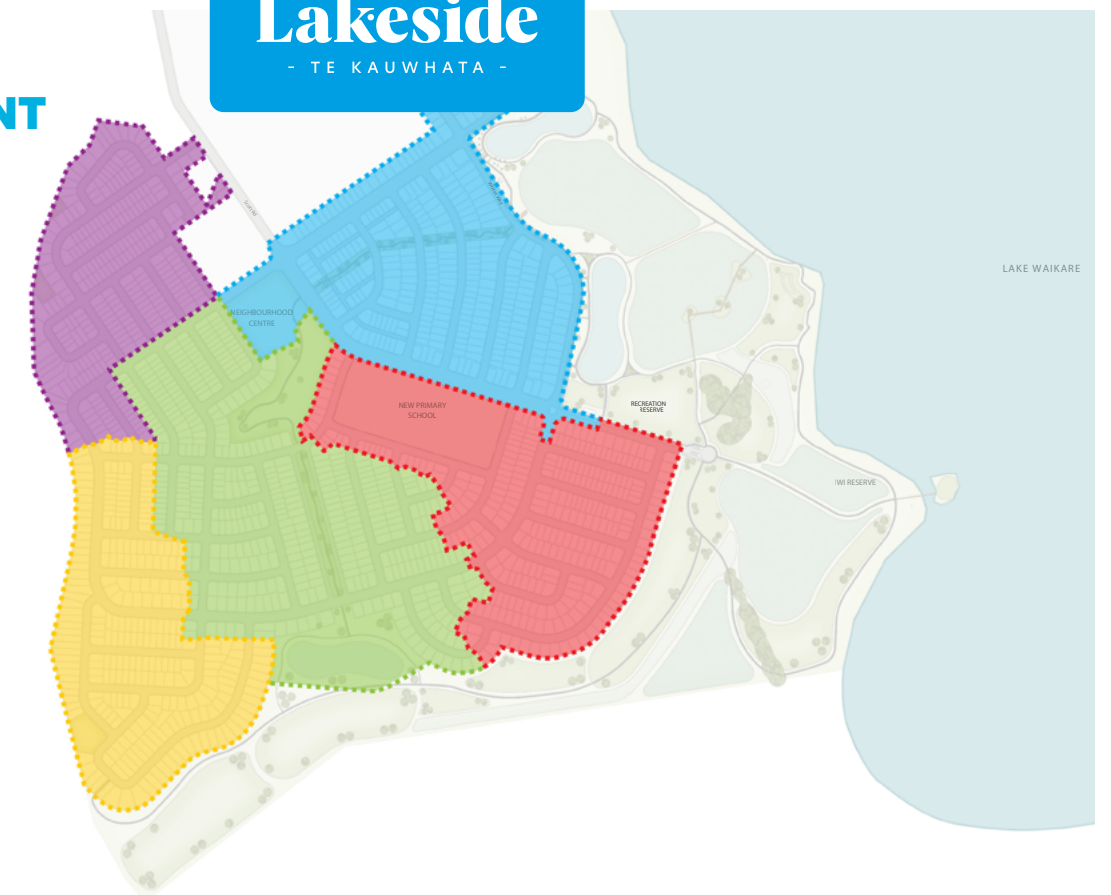 Lakeside
- TE KAUWHATA -
NT
LAKE WAIKARE
NEIGHBOURHOOD
CENTRE
NEW PRIMARY
SCHOOL
RECREATION
RESERVE
IWI RESERVE